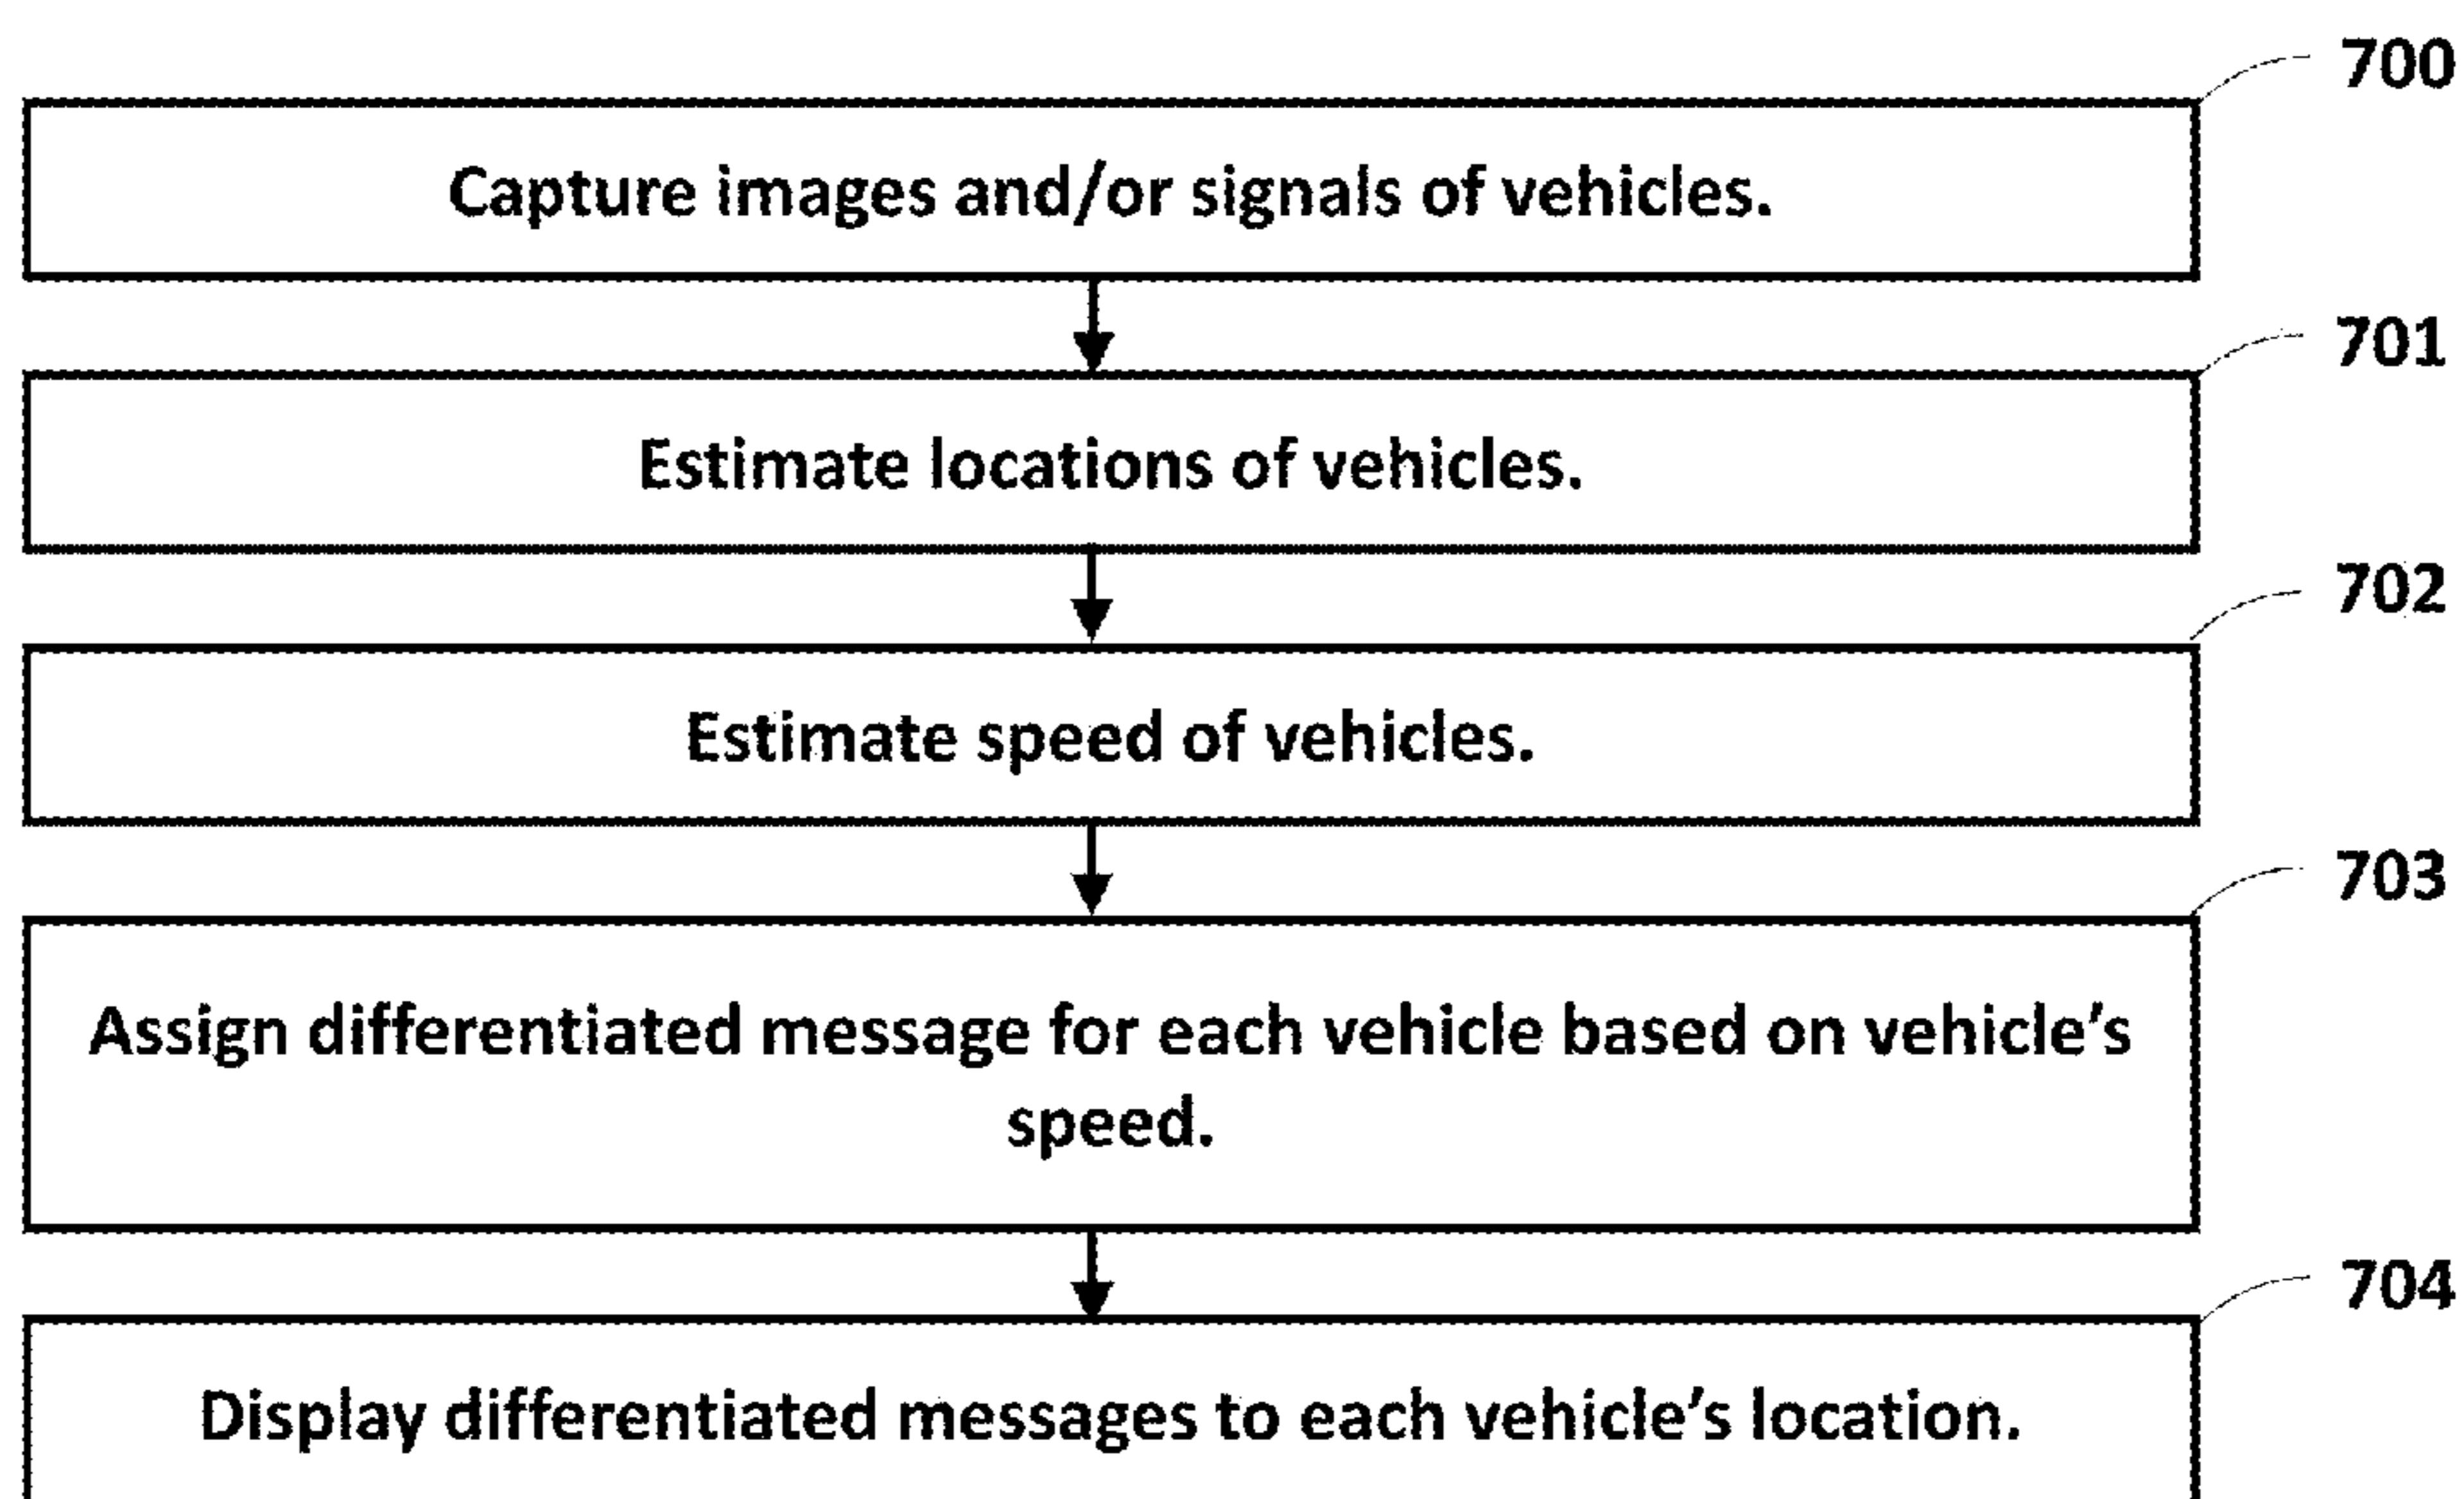 700
Capture images and/or signals of vehicles.
701
Estimate locations of vehicles.
702
Estimate speed of vehicles.
703
Assign differentiated message for each vehicle based on vehicle's
speed.
704
Display differentiated messages to each vehicle's location.